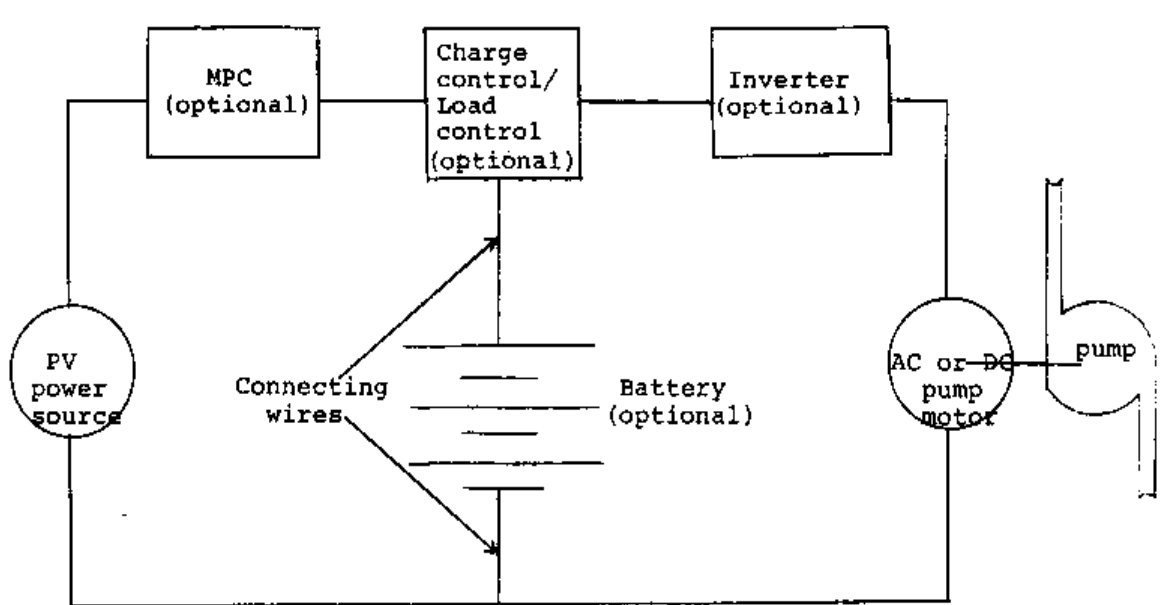 MPC
(optional)
Charge
control/
Load
control
(optional)
Inverter
(optional)
PV
power
source
Connecting
wires
Battery
(optional)
AC or DC
pump
motor
pump